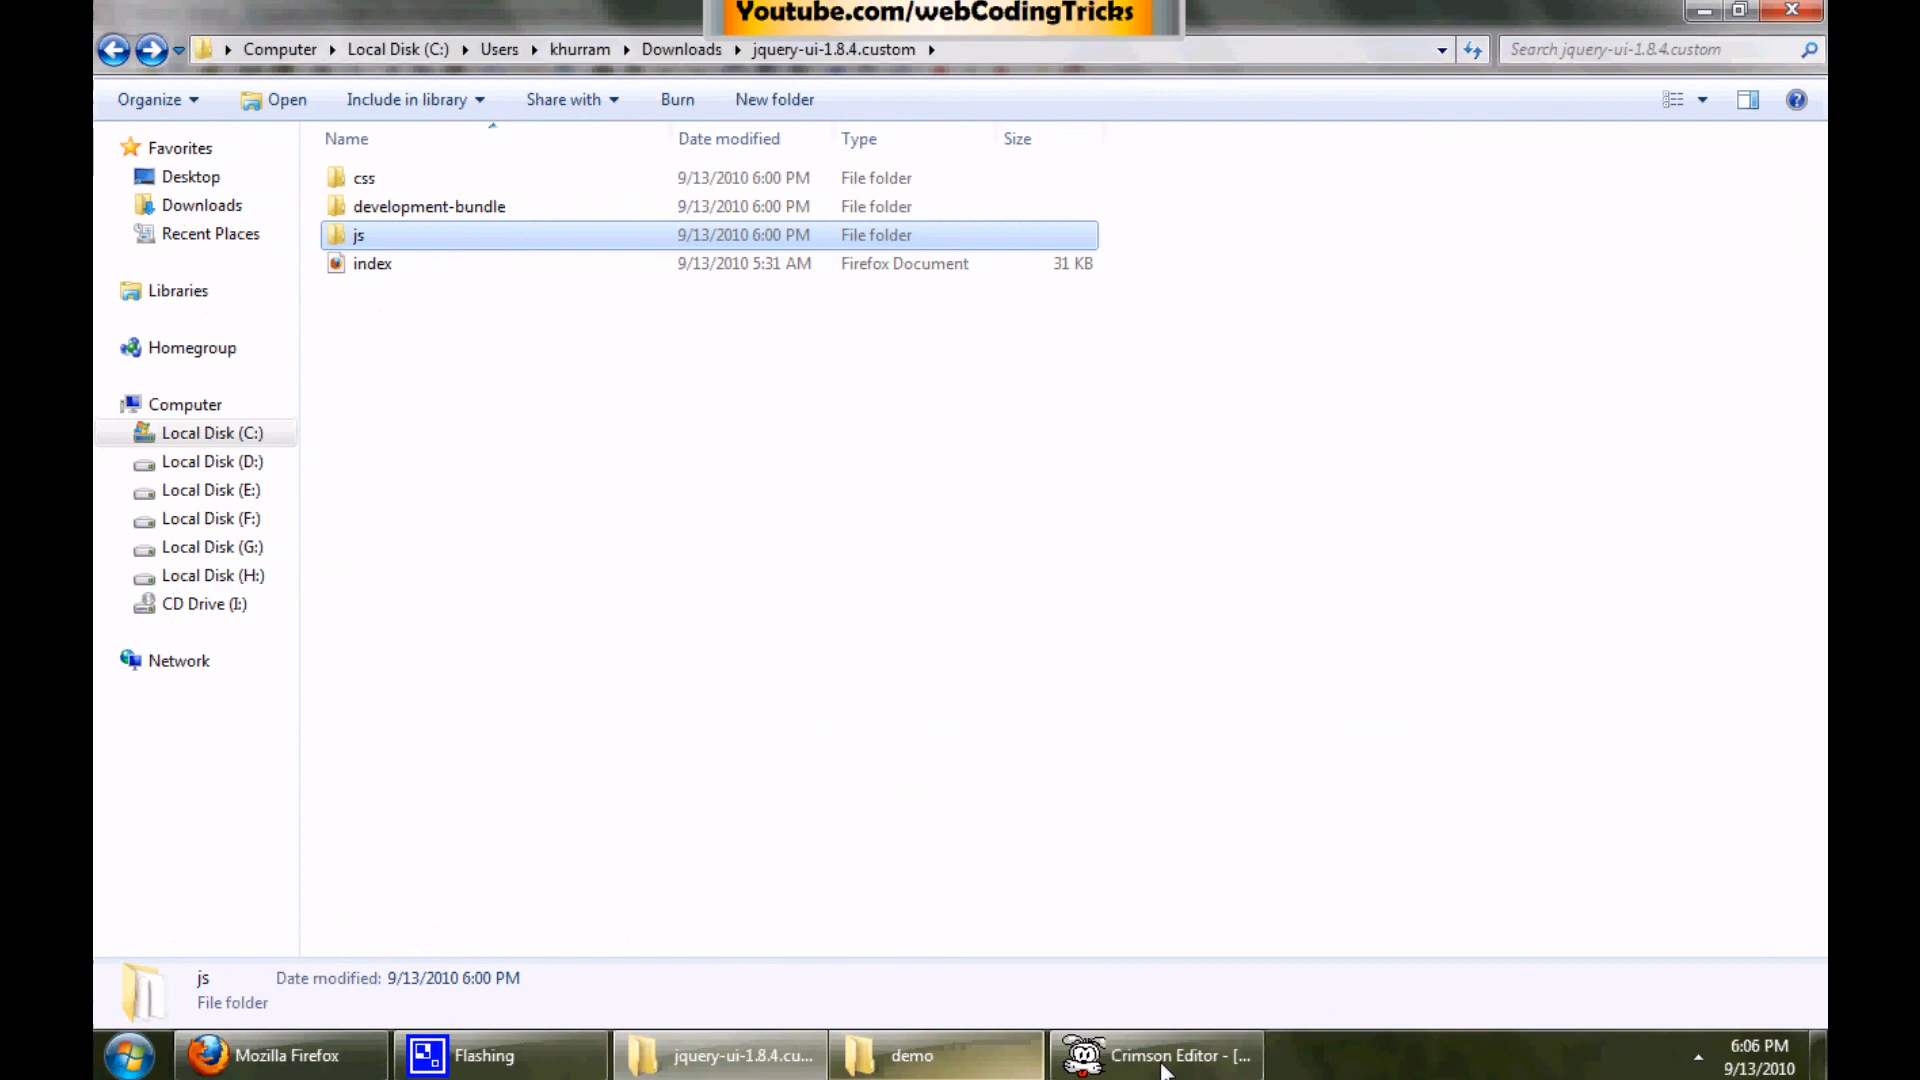 Youtube.com/webCodingTricks
Computer Local Disk (C:) Users khurram Downloads jquery-ui-1.8.4.custom
Search jquery-ui-1.8.4.custom
Organize Open Include in library Share with Burn New folder
Name Date modified Type Size
css 9/13/2010 6:00 PM File folder
development-bundle 9/13/2010 6:00 PM File folder
js 9/13/2010 6:00 PM File folder
index 9/13/2010 5:31 AM Firefox Document 31 KB
Favorites
Desktop
Downloads
Recent Places
Libraries
Homegroup
Computer
Local Disk (C:)
Local Disk (D:)
Local Disk (E:)
Local Disk (F:)
Local Disk (G:)
Local Disk (H:)
CD Drive (I:)
Network
js Date modified: 9/13/2010 6:00 PM
File folder
Mozilla Firefox Flashing jquery-ui-1.8.4.cu... demo Crimson Editor - [...
6:06 PM
9/13/2010